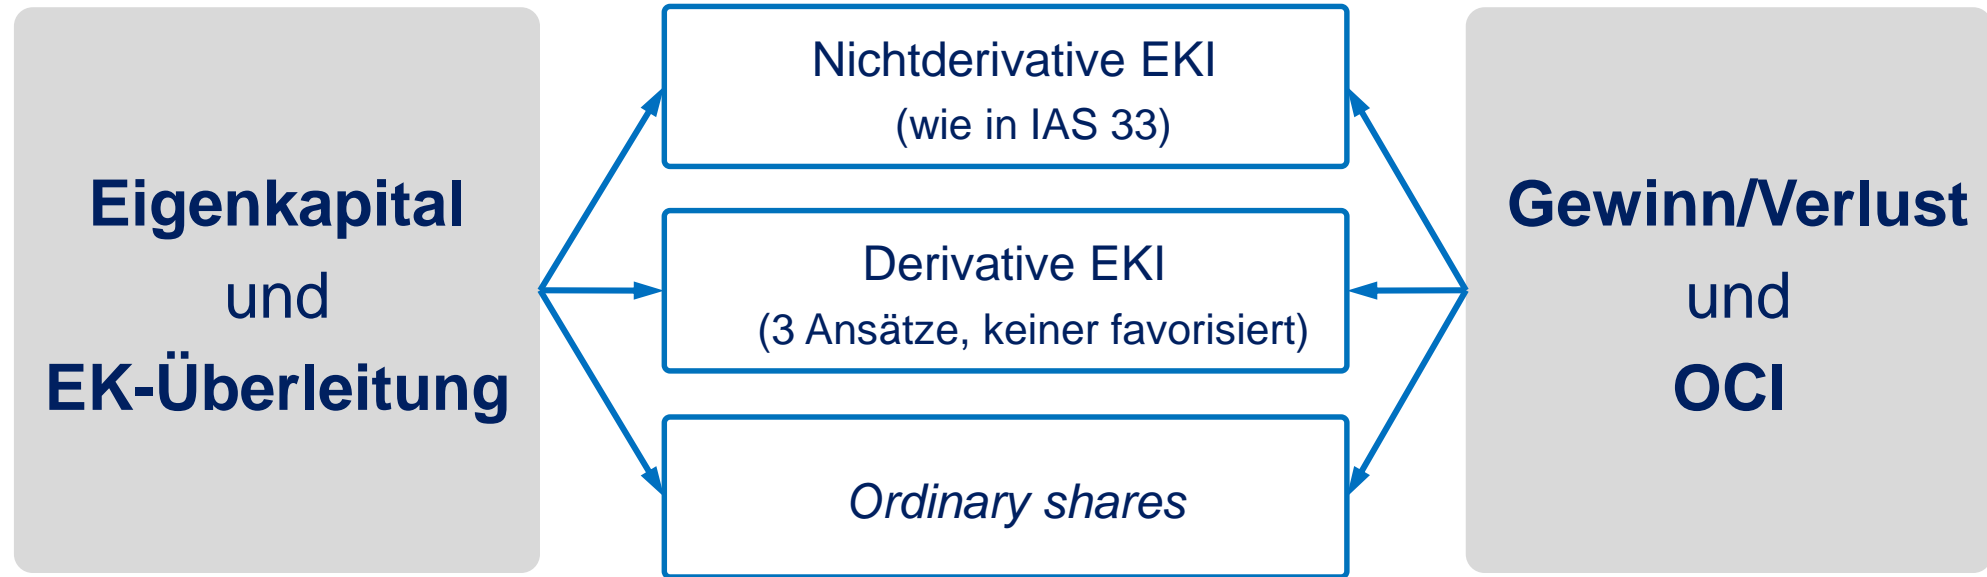 Eigenkapital
und
EK-Überleitung
Nichtderivative EKI
(wie in IAS 33)
Derivative EKI
(3 Ansätze, keiner favorisiert)
Ordinary shares
Gewinn/Verlust
und
OCI